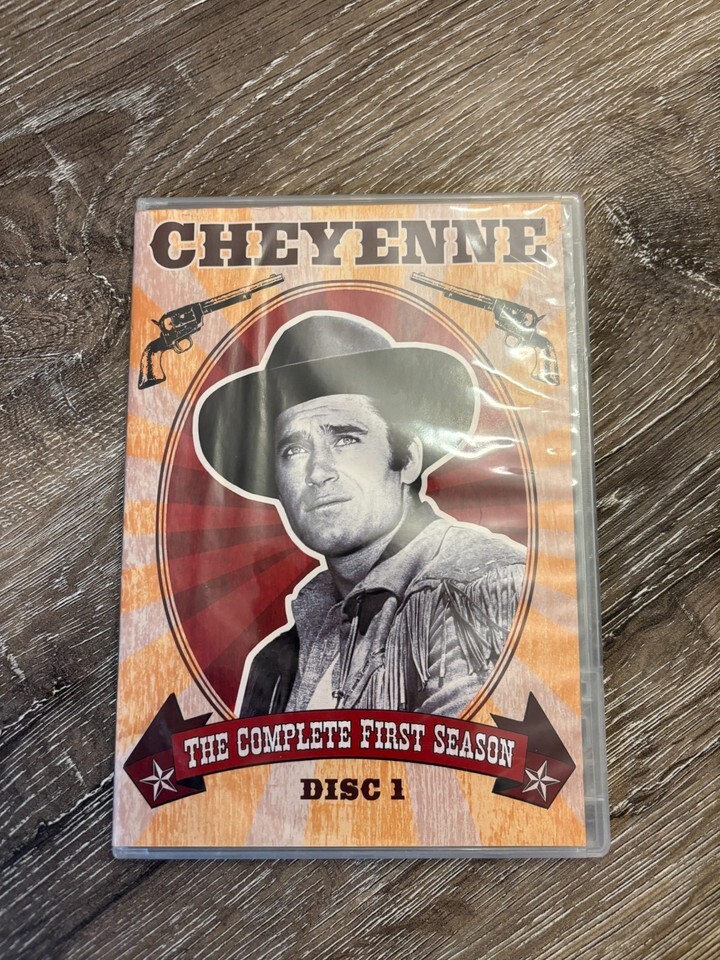 CHEYENNE
THE COMPLETE FIRST SEASON
DISC 1